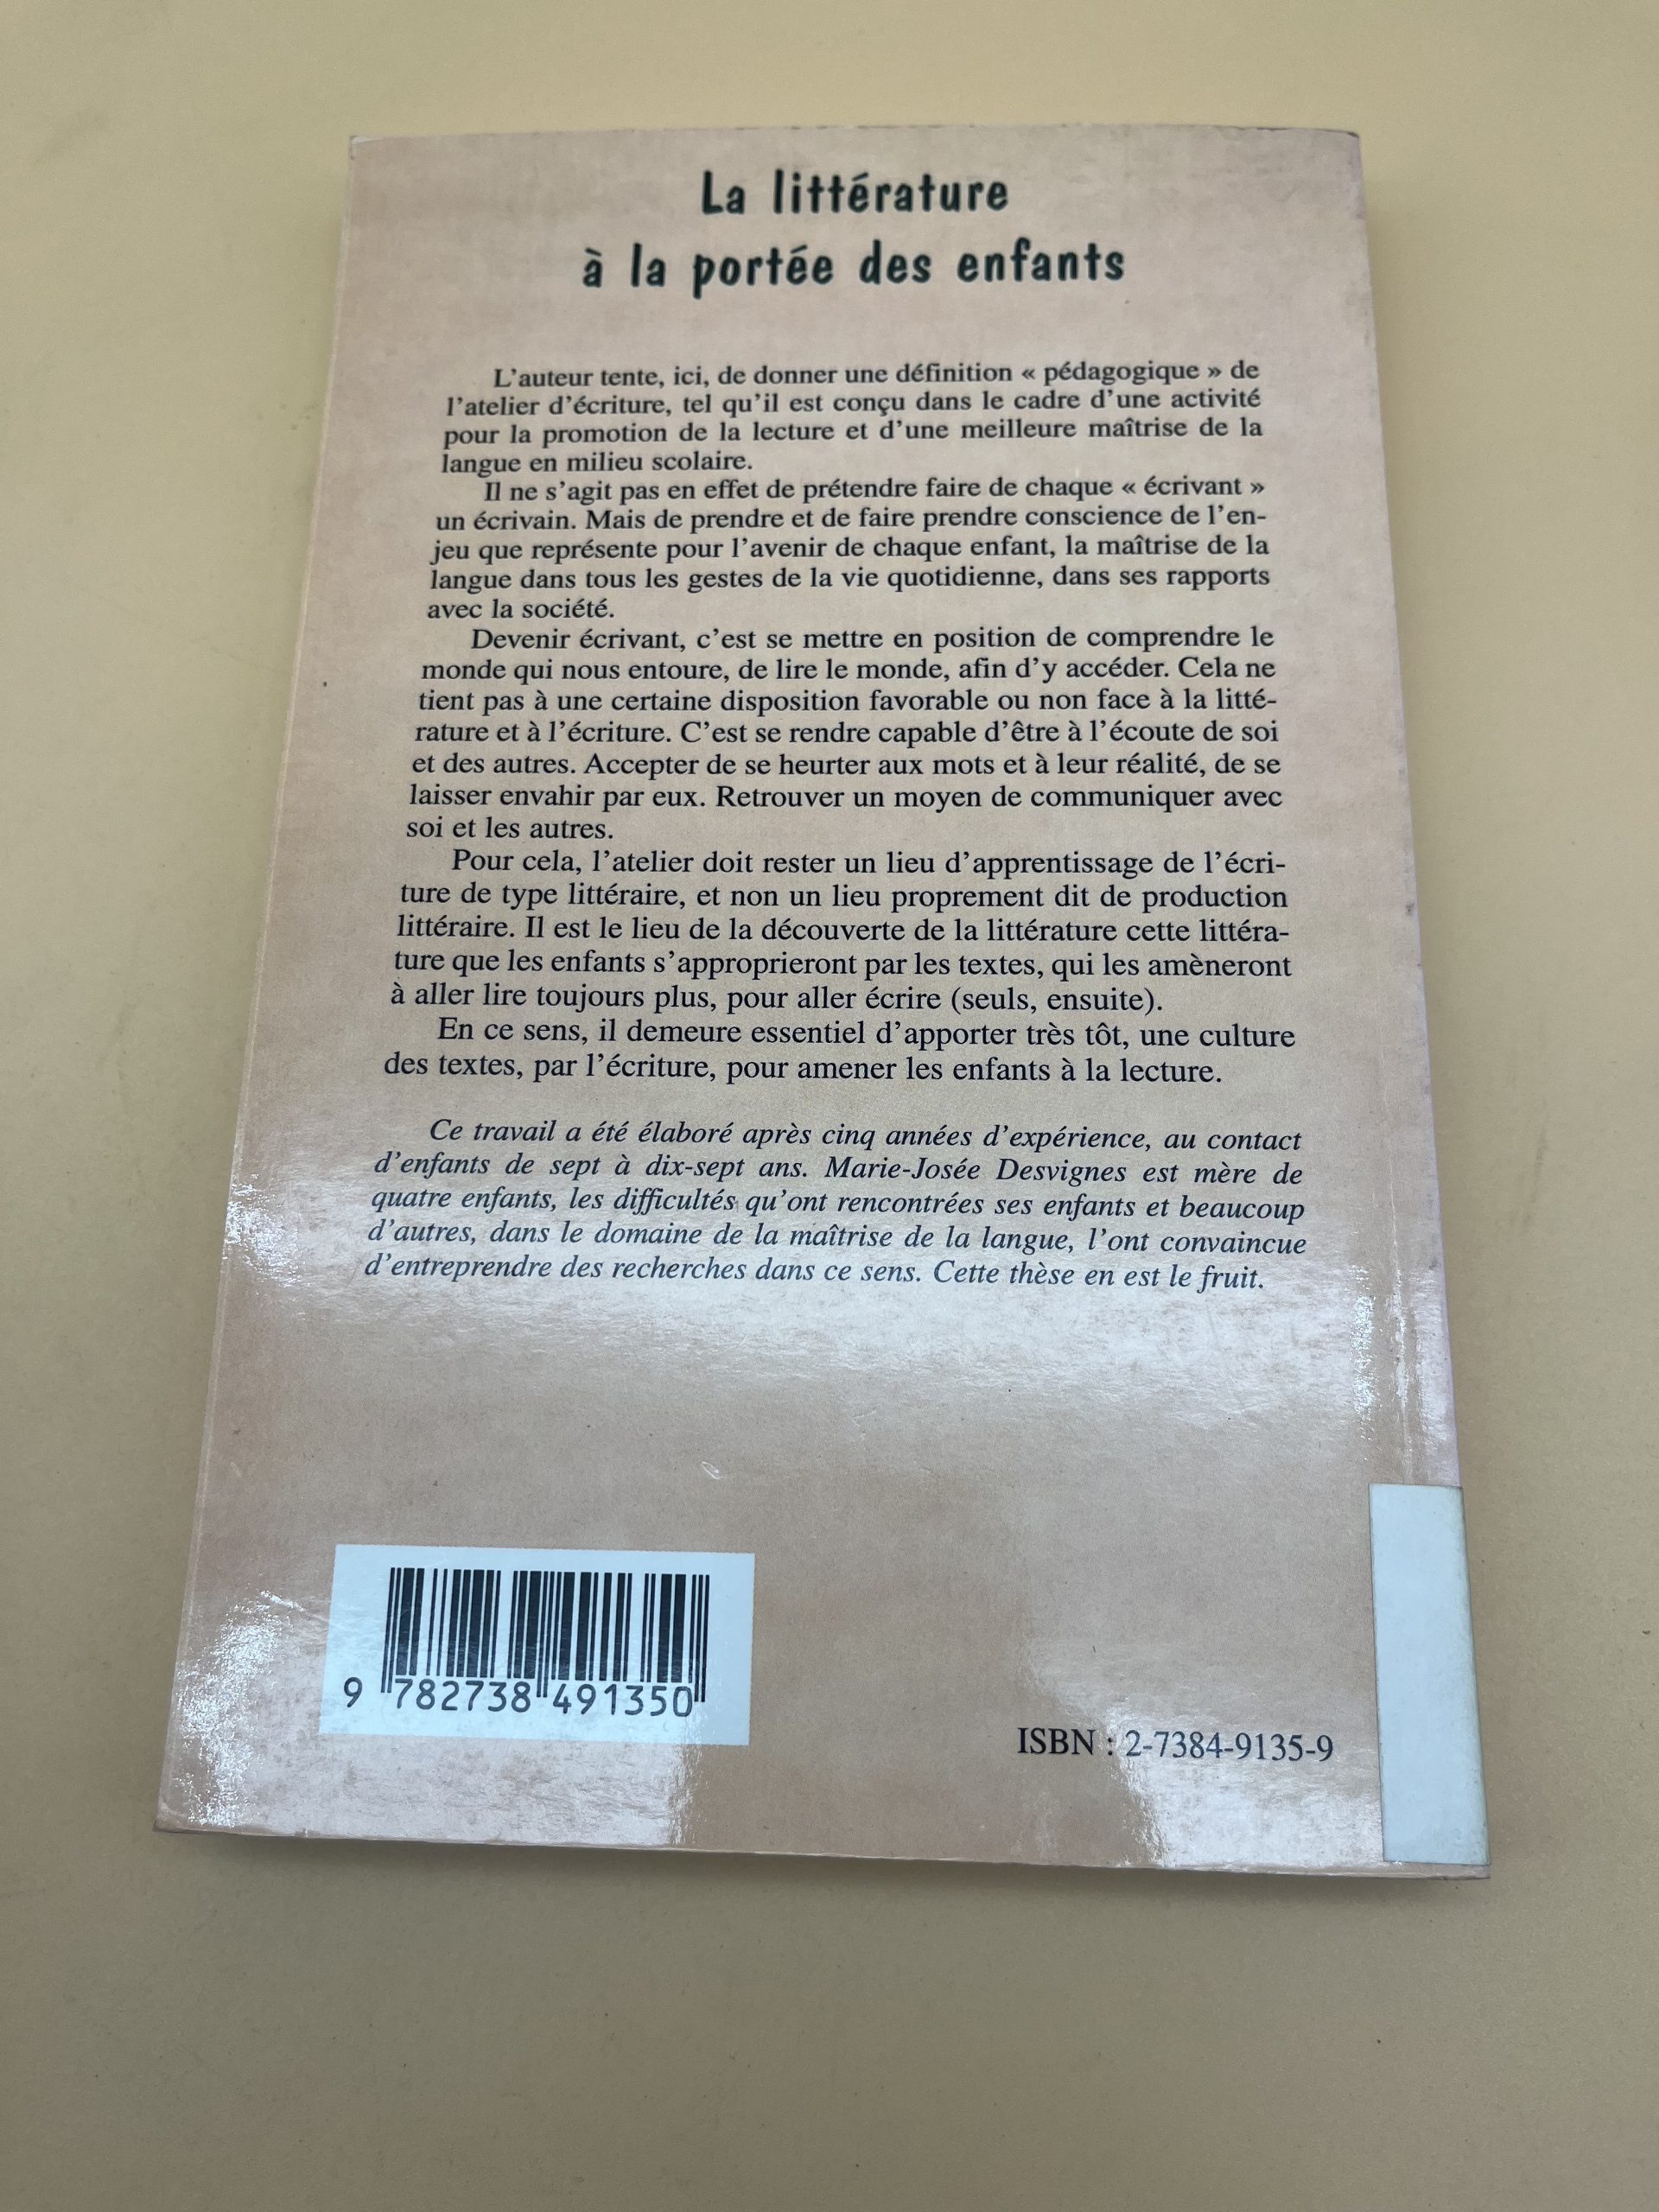 La littérature
à la portée des enfants
L'auteur tente, ici, de donner une définition « pédagogique » de
l'atelier d'écriture, tel qu'il est conçu dans le cadre d'une activité
pour la promotion de la lecture et d'une meilleure maîtrise de la
langue en milieu scolaire.
Il ne s'agit pas en effet de prétendre faire de chaque « écrivant »
un écrivain. Mais de prendre et de faire prendre conscience de l'en-
jeu que représente pour l'avenir de chaque enfant, la maîtrise de la
langue dans tous les gestes de la vie quotidienne, dans ses rapports
avec la société.
Devenir écrivant, c'est se mettre en position de comprendre le
monde qui nous entoure, de lire le monde, afin d'y accéder. Cela ne
tient pas à une certaine disposition favorable ou non face à la litté-
rature et à l'écriture. C'est se rendre capable d'être à l'écoute de soi
et des autres. Accepter de se heurter aux mots et à leur réalité, de se
laisser envahir par eux. Retrouver un moyen de communiquer avec
soi et les autres.
Pour cela, l'atelier doit rester un lieu d'apprentissage de l'écri-
ture de type littéraire, et non un lieu proprement dit de production
littéraire. Il est le lieu de la découverte de la littérature cette littéra-
ture que les enfants s'approprieront par les textes, qui les amèneront
à aller lire toujours plus, pour aller écrire (seuls, ensuite).
En ce sens, il demeure essentiel d'apporter très tôt, une culture
des textes, par l'écriture, pour amener les enfants à la lecture.
Ce travail a été élaboré après cinq années d'expérience, au contact
d'enfants de sept à dix-sept ans. Marie-Josée Desvignes est mère de
quatre enfants, les difficultés qu'ont rencontrées ses enfants et beaucoup
d'autres, dans le domaine de la maîtrise de la langue, l'ont convaincue
d'entreprendre des recherches dans ce sens. Cette thèse en est le fruit.
9 782738 491350
ISBN : 2-7384-9135-9